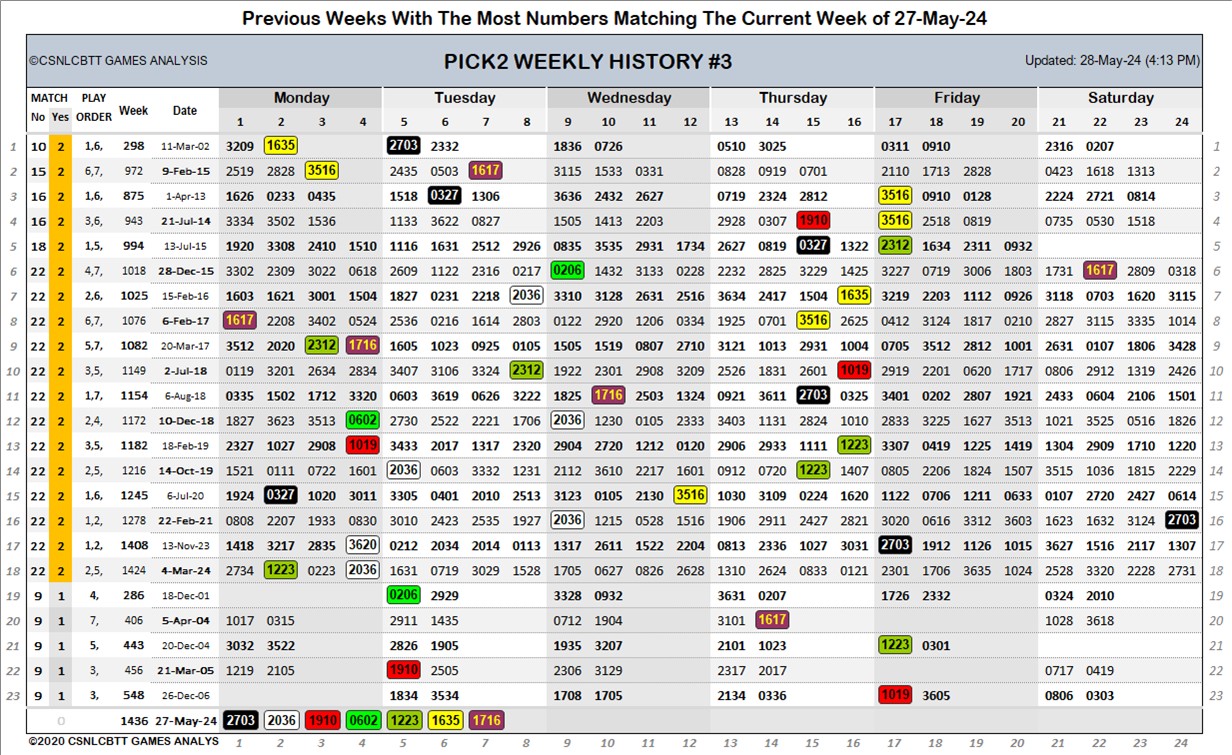 Previous Weeks With The Most Numbers Matching The Current Week of 27-May-24
©CSNLCBTT GAMES ANALYSIS PICK2 WEEKLY HISTORY #3 Updated: 28-May-24 (4:13 PM)
MATCH PLAY Week Date Monday Tuesday Wednesday Thursday Friday Saturday
No Yes ORDER 1 2 3 4 5 6 7 8 9 10 11 12 13 14 15 16 17 18 19 20 21 22 23 24
1 10 2 1,6, 298 11-Mar-02 3209 1635 2703 2332 1836 0726 0510 3025 0311 0910 2316 0207 1
2 15 2 6,7, 972 9-Feb-15 2519 2828 3516 2435 0503 1617 3115 1533 0331 0828 0919 0701 2110 1713 2828 0423 1618 1313 2
3 16 2 1,6, 875 1-Apr-13 1626 0233 0435 1518 0327 1306 3636 2432 2627 0719 2324 2812 3516 0910 0128 2224 2721 0814 3
4 16 2 3,6, 943 21-Jul-14 3334 3502 1536 1133 3622 0827 1505 1413 2203 2928 0307 1910 3516 2518 0819 0735 0530 1518 4
5 18 2 1,5, 994 13-Jul-15 1920 3308 2410 1510 1116 1631 2512 2926 0835 3535 2931 1734 2627 0819 0327 1322 2312 1634 2311 0932 5
6 22 2 4,7, 1018 28-Dec-15 3302 2309 3022 0618 2609 1122 2316 0217 0206 1432 3133 0228 2232 2825 3229 1425 3227 0719 3006 1803 1731 1617 2809 0318 6
7 22 2 2,6, 1025 15-Feb-16 1603 1621 3001 1504 1827 0231 2218 2036 3310 3128 2631 2516 3634 2417 1504 1635 3219 2203 1112 0926 3118 0703 1620 3115 7
8 22 2 6,7, 1076 6-Feb-17 1617 2208 3402 0524 2536 0216 1614 2803 0122 2920 1206 0334 1925 0701 3516 2625 0412 3124 1817 0210 2827 3115 3335 1014 8
9 22 2 5,7, 1082 20-Mar-17 3512 2020 2312 1716 1605 1023 0925 0105 1505 1519 0807 2710 3121 1013 2931 1004 0705 3512 2812 1001 2631 0107 1806 3428 9
10 22 2 3,5, 1149 2-Jul-18 0119 3201 2634 2834 3407 3106 3324 2312 1922 2301 2908 3209 2526 1831 2601 1019 2919 2201 0620 1717 0806 2912 1319 2426 10
11 22 2 1,7, 1154 6-Aug-18 0335 1502 1712 3320 0603 3619 0626 3222 1825 1716 2503 1324 0921 3611 2703 0325 3401 0202 2807 1921 2433 0604 2106 1501 11
12 22 2 2,4, 1172 10-Dec-18 1827 3623 3513 0602 2730 2522 2221 1706 2036 1230 0105 2333 3403 1131 2824 1010 2833 3225 1627 3513 1021 3525 0516 1826 12
13 22 2 3,5, 1182 18-Feb-19 2327 1027 2908 1019 3433 2017 1317 2320 2904 2720 1212 0120 2906 2933 1111 1223 3307 0419 1225 1419 1304 2909 1710 1220 13
14 22 2 2,5, 1216 14-Oct-19 1521 0111 0722 1601 2036 0603 3332 1231 2112 3610 2217 1601 0912 0720 1223 1407 0805 2206 1824 1507 3515 1036 1815 2229 14
15 22 2 1,6, 1245 6-Jul-20 1924 0327 1020 3011 3305 0401 2010 2513 3123 0105 2130 3516 1030 3109 0224 1620 1122 0706 1211 0633 0107 2720 2427 0614 15
16 22 2 1,2, 1278 22-Feb-21 0808 2207 1933 0830 3010 2423 2535 1927 2036 1215 0528 1516 1906 2911 2427 2821 3020 0616 3312 3603 1623 1632 3124 2703 16
17 22 2 1,2, 1408 13-Nov-23 1418 3217 2835 3620 0212 2034 2014 0113 1317 2611 1522 2204 0813 2336 1027 3031 2703 1912 1126 1015 3627 1516 2117 1307 17
18 22 2 2,5, 1424 4-Mar-24 2734 1223 0223 2036 1631 0719 3029 1528 1705 0627 0826 2628 1310 2624 0833 0121 2301 1706 3635 1024 2528 3320 2228 2731 18
19 9 1 4, 286 18-Dec-01 0206 2929 3328 0932 3631 0207 1726 2332 0324 2010 19
20 9 1 7, 406 5-Apr-04 1017 0315 2911 1435 0712 1904 3101 1617 1028 3618 20
21 9 1 5, 443 20-Dec-04 3032 3522 2826 1905 1935 3207 2101 1023 1223 0301 21
22 9 1 3, 456 21-Mar-05 1219 2105 1910 2505 2306 3129 2317 2017 0717 0419 22
23 9 1 3, 548 26-Dec-06 1834 3534 1708 1705 2134 0336 1019 3605 0806 0303 23
0 1436 27-May-24 2703 2036 1910 0602 1223 1635 1716
©2020 CSNLCBTT GAMES ANALYS 1 2 3 4 5 6 7 8 9 10 11 12 13 14 15 16 17 18 19 20 21 22 23 24